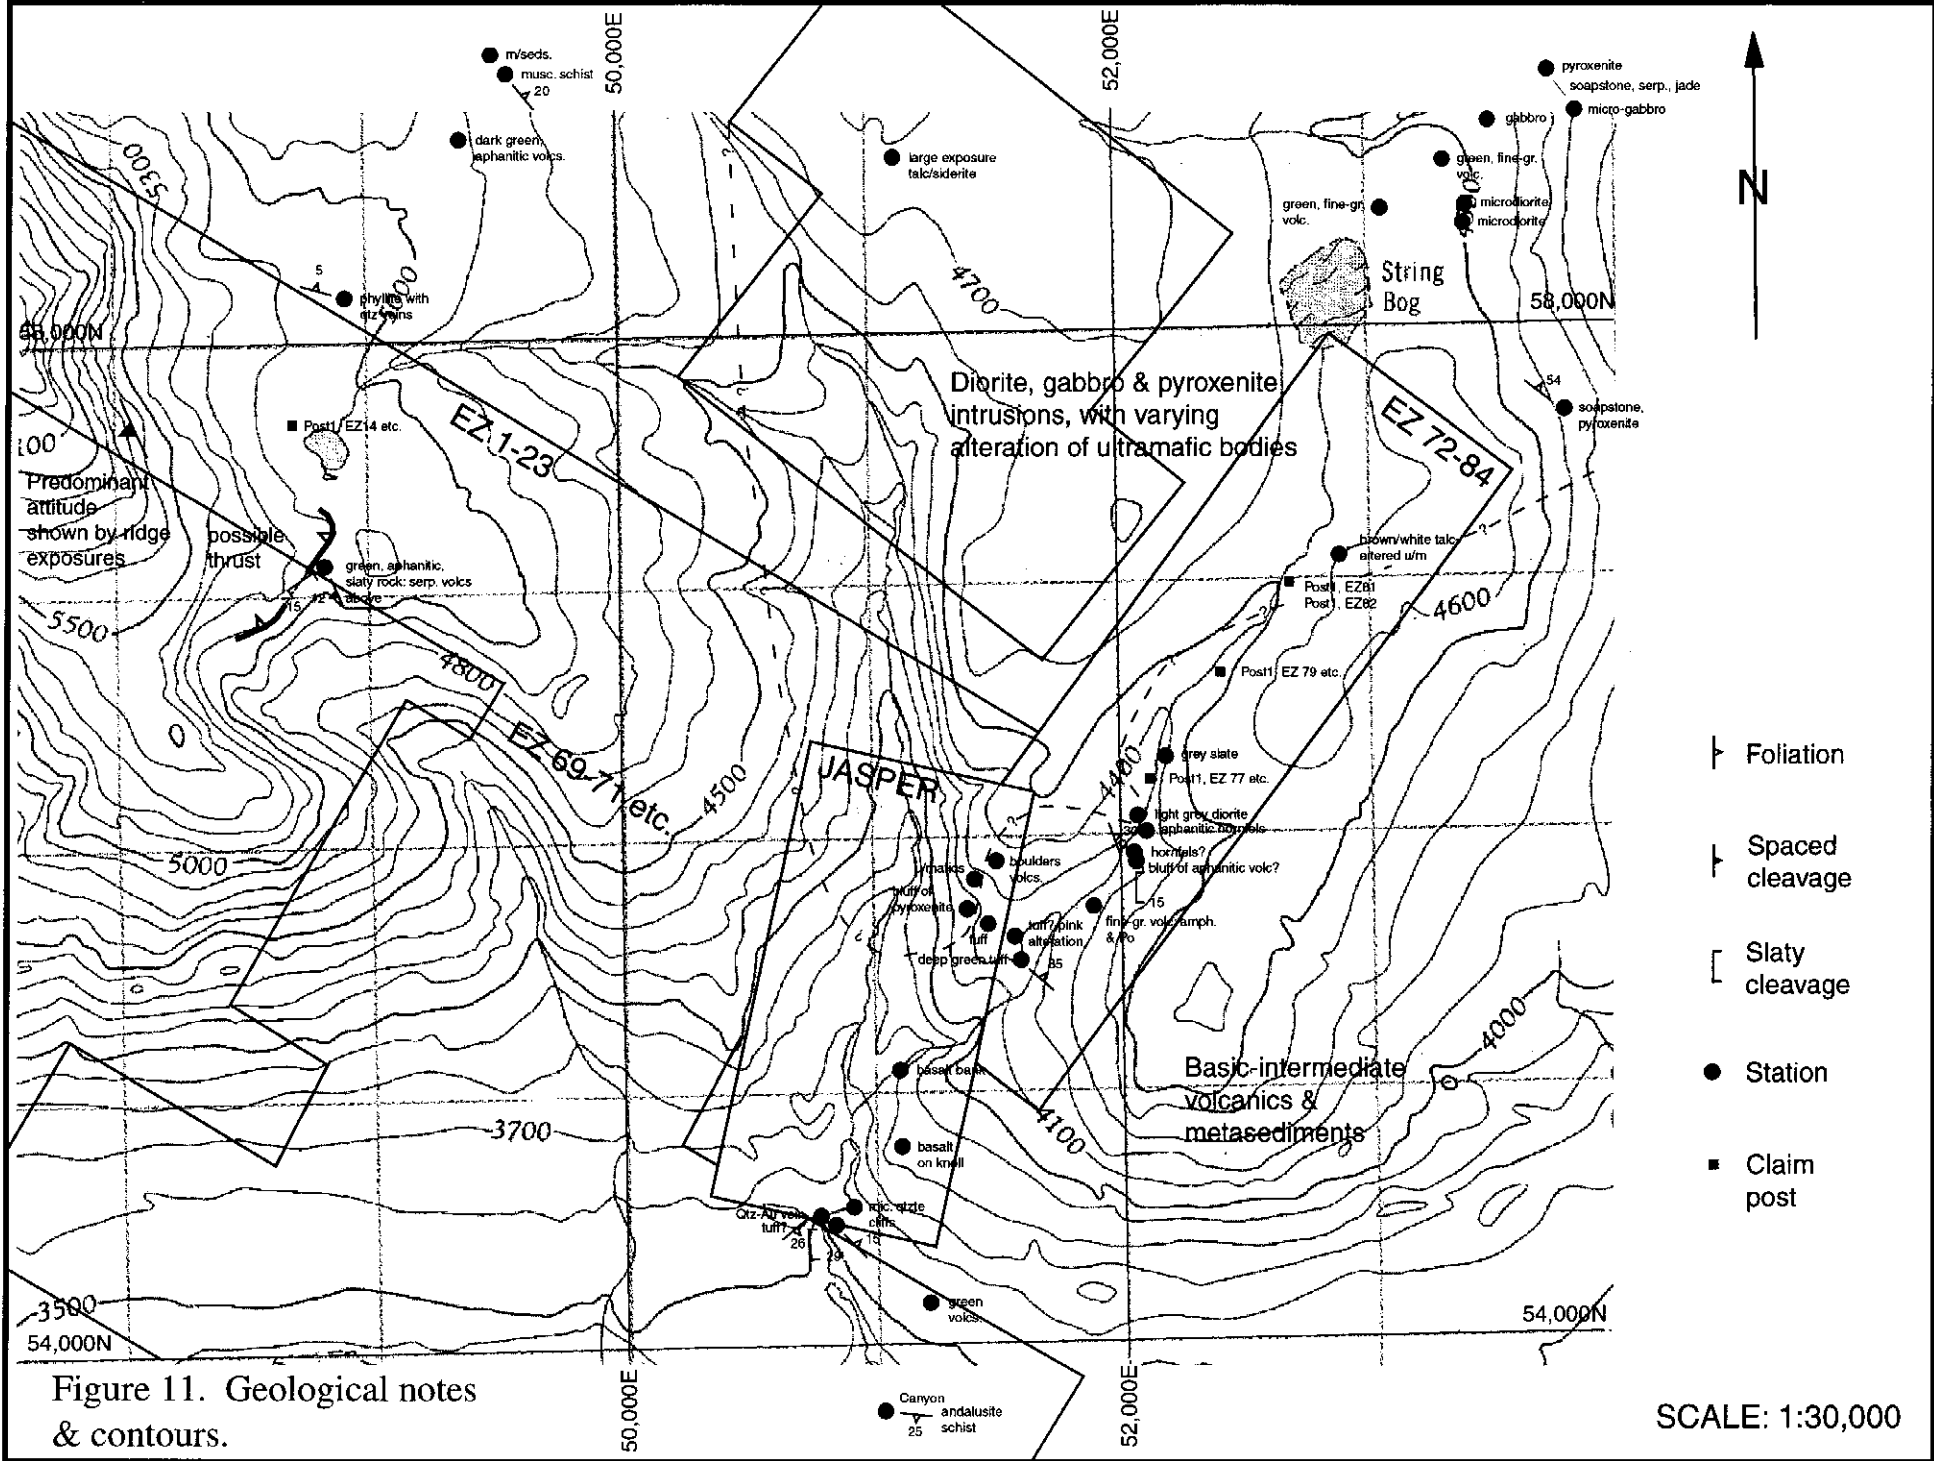 50,000E
52,000E
m/seds.
musc. schist
20
pyroxenite
soapstone, serp., jade
micro-gabbro
gabbro
dark green,
aphanitic volcs.
5300
large exposure
talc/siderite
green, fine-gr.
volc.
microdiorite
microdiorite
green, fine-gr.
volc.
N
String
Bog
4700
5
phyllite with
qtz veins
58,000N
58,000N
Diorite, gabbro & pyroxenite
intrusions, with varying
alteration of ultramafic bodies
54
soapstone,
pyroxenite
EZ 1-23
EZ 72-84
Post1, EZ14 etc.
Predominant
attitude
shown by ridge
exposures
possible
thrust
green, aphanitic,
slaty rock: serp. volcs
above
15
brown/white talc
altered u/m
Post1, EZ81
Post1, EZ82
4600
5500
4800
Post1, EZ 79 etc.
EZ 69-71 etc.
4500
JASPER
4400
grey slate
Post1, EZ 77 etc.
light grey diorite
aphanitic hornfels
30
hornfels?
bluff of aphanitic volc?
15
Foliation
Spaced
cleavage
Slaty
cleavage
Station
Claim
post
5000
boulders
volcs.
bluff of
pyroxenite
tuff
tuff? pink
alteration
deep green tuff
35
fine-gr. volc. amph.
& Po
4000
basalt bank
Basic-intermediate
volcanics &
metasediments
3700
4100
basalt
on knoll
Qtz-Au vein
tuff?
mic. qtzte
cliffs
26
29
15
green
volcs.
3500
54,000N
54,000N
Figure 11. Geological notes
& contours.
50,000E
52,000E
Canyon
andalusite
schist
25
SCALE: 1:30,000